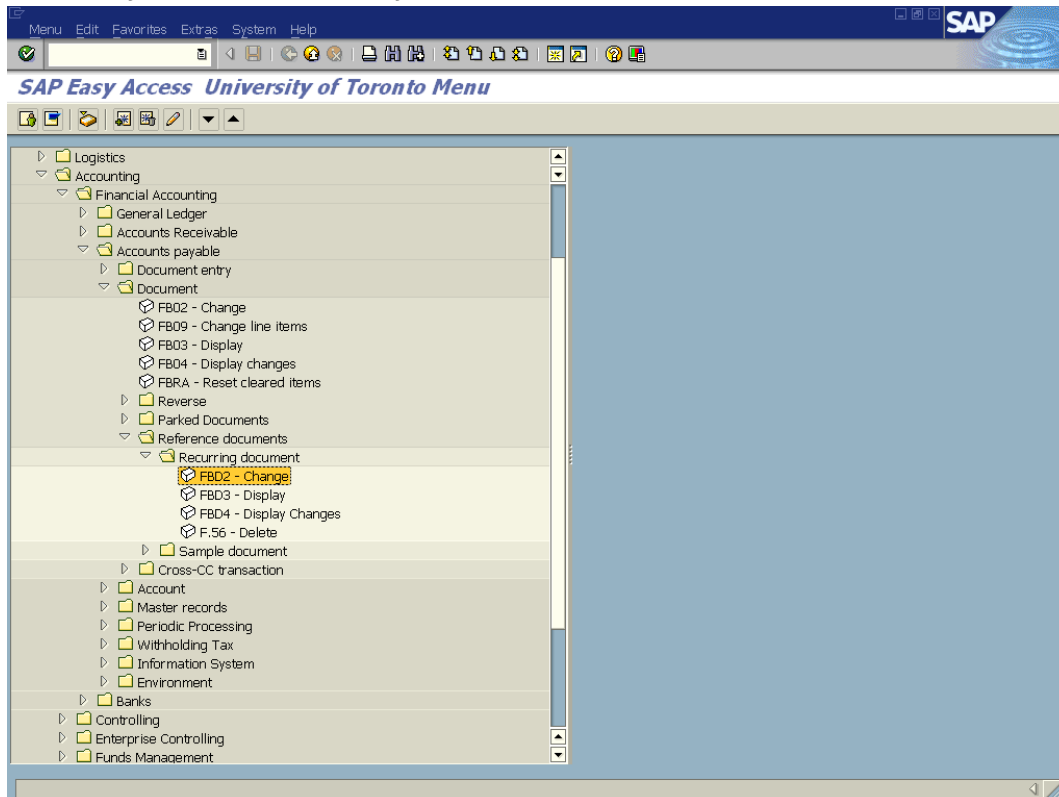 Menu Edit Favorites Extras System Help
SAP
SAP Easy Access University of Toronto Menu
Logistics
Accounting
Financial Accounting
General Ledger
Accounts Receivable
Accounts payable
Document entry
Document
FB02 - Change
FB09 - Change line items
FB03 - Display
FB04 - Display changes
FBRA - Reset cleared items
Reverse
Parked Documents
Reference documents
Recurring document
FBD2 - Change
FBD3 - Display
FBD4 - Display Changes
F.56 - Delete
Sample document
Cross-CC transaction
Account
Master records
Periodic Processing
Withholding Tax
Information System
Environment
Banks
Controlling
Enterprise Controlling
Funds Management